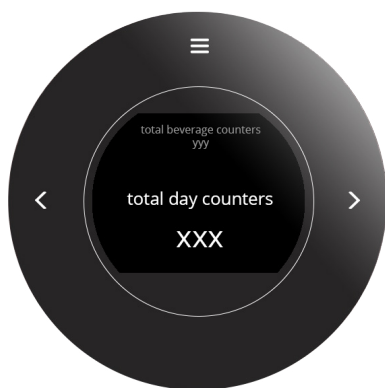 total beverage counters
yyy
total day counters
xxx